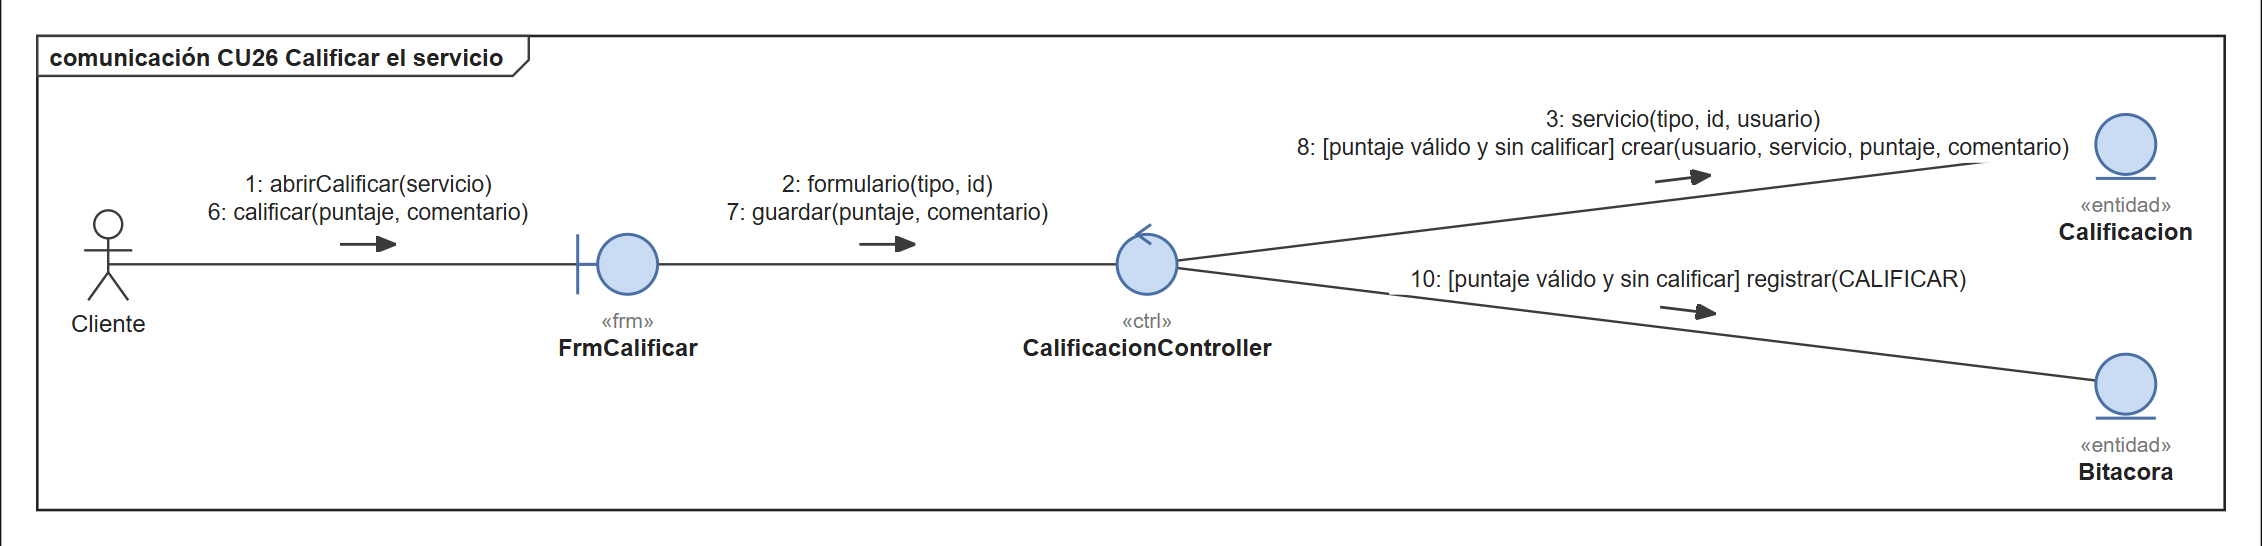 comunicación CU26 Calificar el servicio
3: servicio(tipo, id, usuario)
8: [puntaje válido y sin calificar] crear(usuario, servicio, puntaje, comentario)
1: abrirCalificar(servicio)
6: calificar(puntaje, comentario)
2: formulario(tipo, id)
7: guardar(puntaje, comentario)
«entidad»
Calificacion
10: [puntaje válido y sin calificar] registrar(CALIFICAR)
Cliente
«frm»
FrmCalificar
«ctrl»
CalificacionController
«entidad»
Bitacora